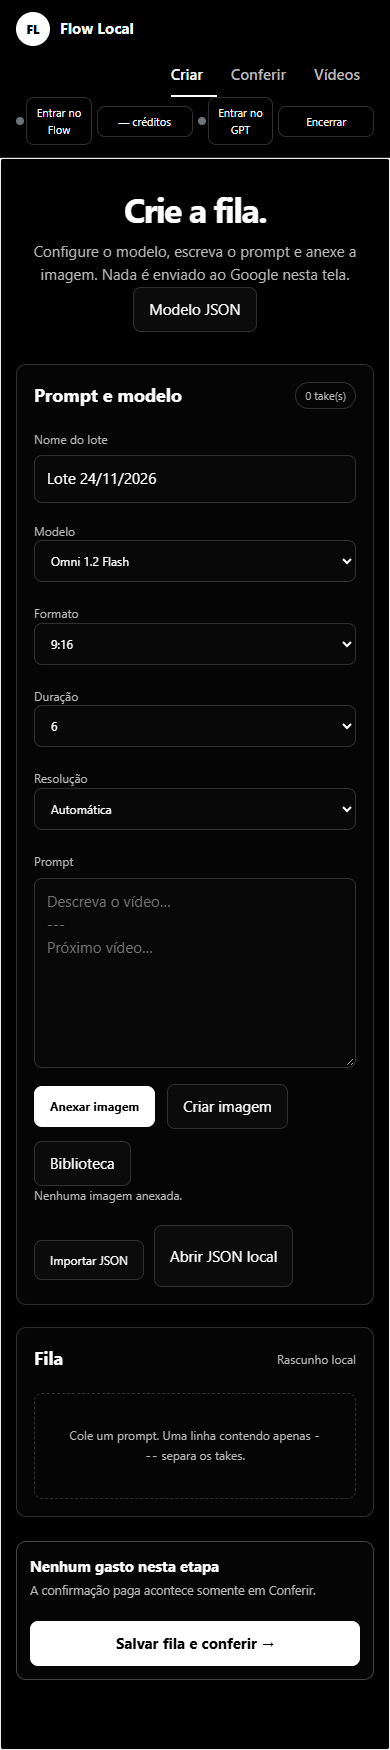 FL
Flow Local
Criar
Conferir
Vídeos
Entrar no
Flow
— créditos
Entrar no
GPT
Encerrar
Crie a fila.
Configure o modelo, escreva o prompt e anexe a
imagem. Nada é enviado ao Google nesta tela.
Modelo JSON
Prompt e modelo
0 take(s)
Nome do lote
Lote 24/11/2026
Modelo
Omni 1.2 Flash
Formato
9:16
Duração
6
Resolução
Automática
Prompt
Descreva o vídeo...
---
Próximo vídeo...
Anexar imagem
Criar imagem
Biblioteca
Nenhuma imagem anexada.
Importar JSON
Abrir JSON local
Fila
Rascunho local
Cole um prompt. Uma linha contendo apenas -
-- separa os takes.
Nenhum gasto nesta etapa
A confirmação paga acontece somente em Conferir.
Salvar fila e conferir →